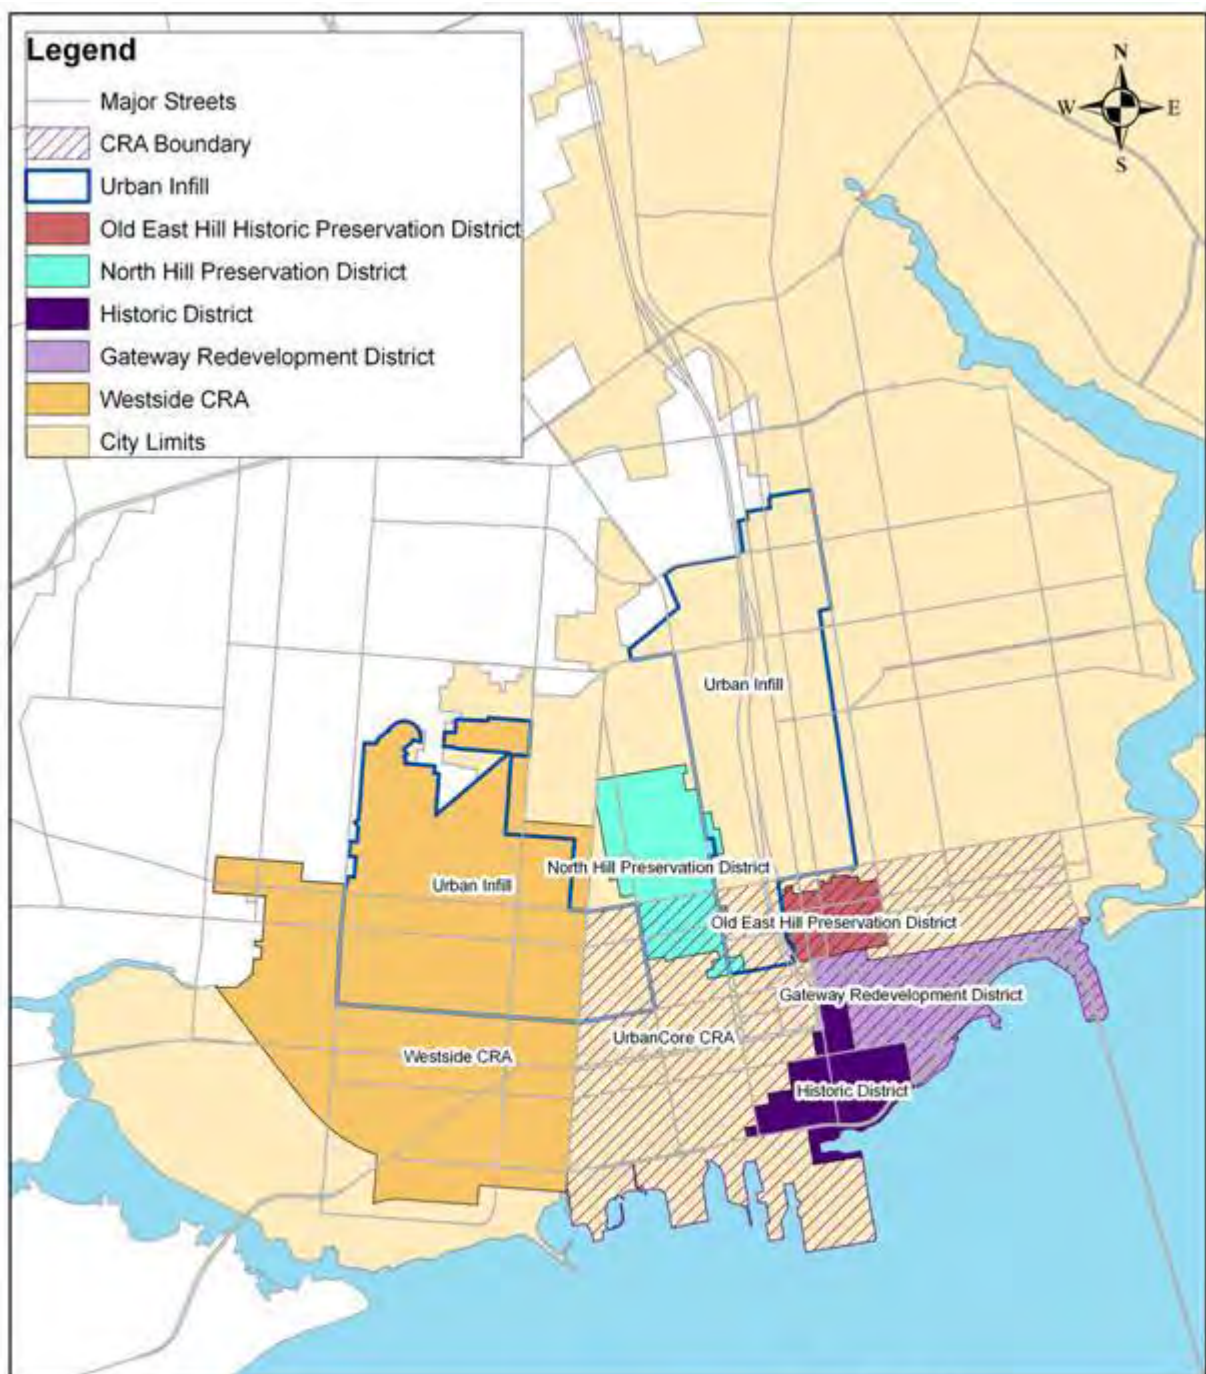 Legend
Major Streets
CRA Boundary
Urban Infill
Old East Hill Historic Preservation District
North Hill Preservation District
Historic District
Gateway Redevelopment District
Westside CRA
City Limits
N
W E
S
Urban Infill
North Hill Preservation District
Urban Infill
Old East Hill Preservation District
Gateway Redevelopment District
UrbanCore CRA
Westside CRA
Historic District